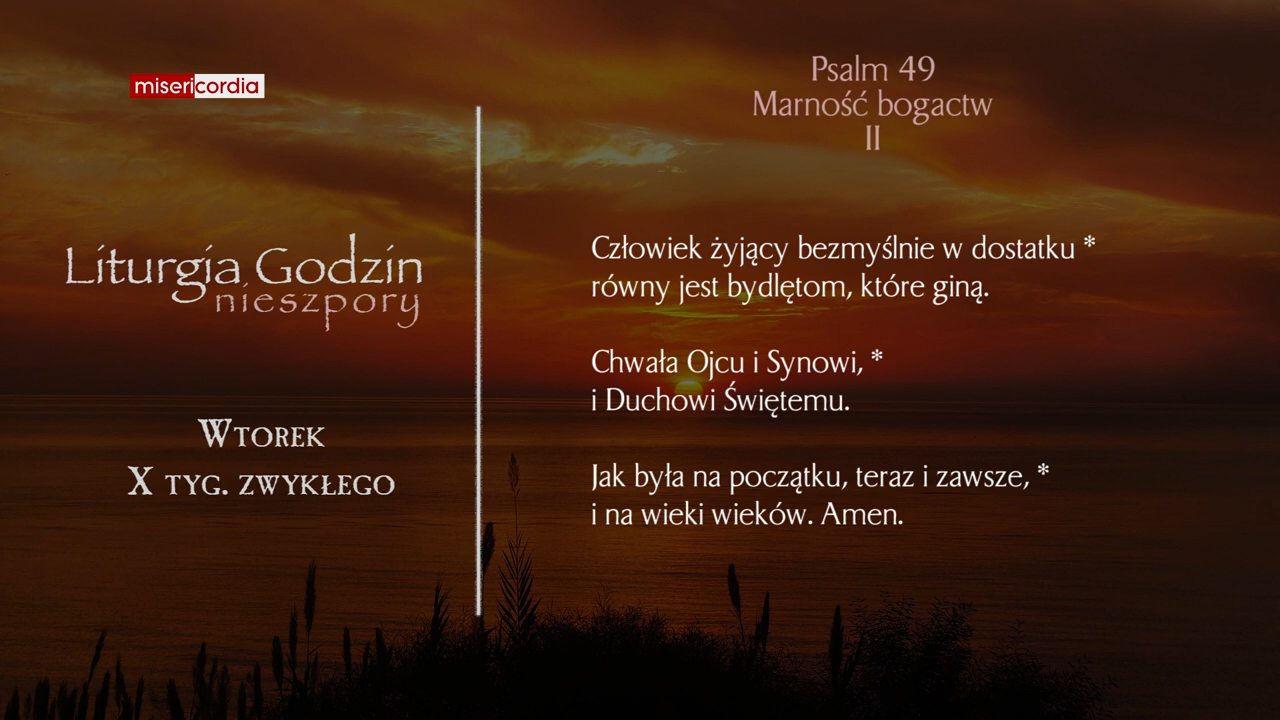 misericordia
Liturgia Godzin
nieszpory
Wtorek
X tyg. zwykłego
Psalm 49
Marność bogactw
II
Człowiek żyjący bezmyślnie w dostatku *
równy jest bydlętom, które giną.
Chwała Ojcu i Synowi, *
i Duchowi Świętemu.
Jak była na początku, teraz i zawsze, *
i na wieki wieków. Amen.